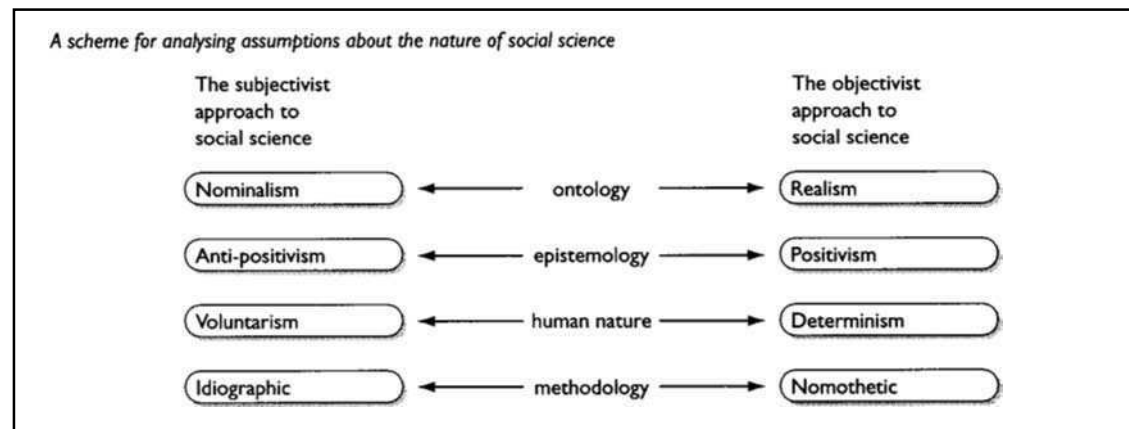 A scheme for analysing assumptions about the nature of social science
The subjectivist
approach to
social science
The objectivist
approach to
social science
Nominalism ontology Realism
Anti-positivism epistemology Positivism
Voluntarism human nature Determinism
Idiographic methodology Nomothetic